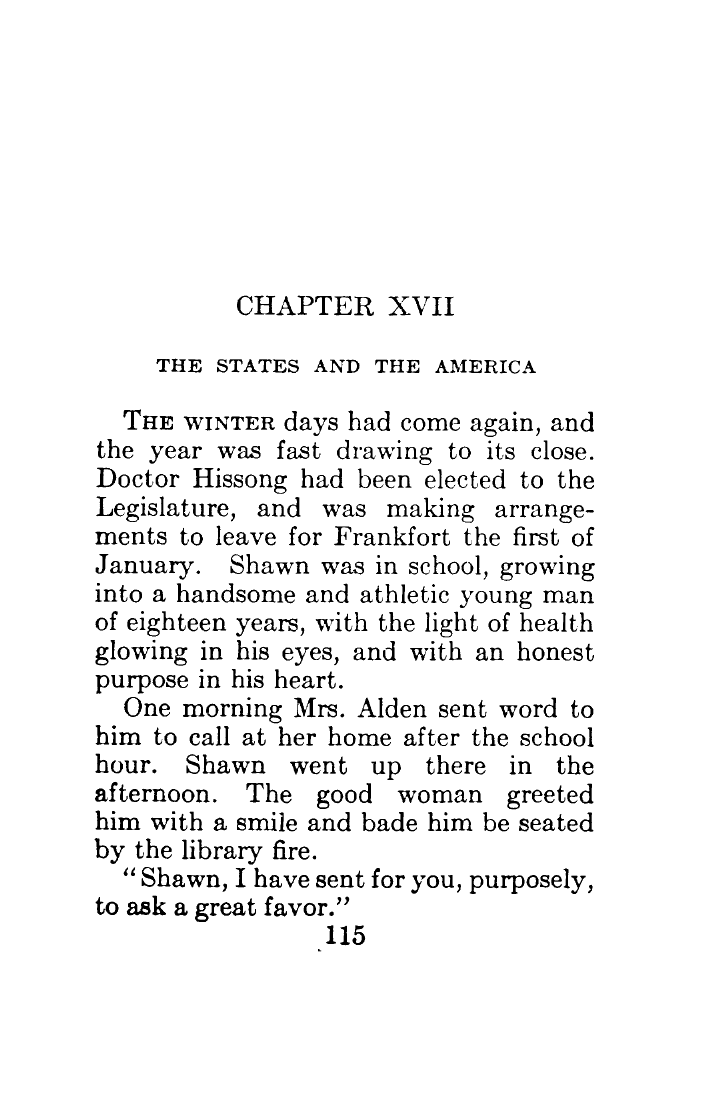 CHAPTER XVII
THE STATES AND THE AMERICA
THE WINTER days had come again, and
the year was fast drawing to its close.
Doctor Hissong had been elected to the
Legislature, and was making arrange-
ments to leave for Frankfort the first of
January. Shawn was in school, growing
into a handsome and athletic young man
of eighteen years, with the light of health
glowing in his eyes, and with an honest
purpose in his heart.
One morning Mrs. Alden sent word to
him to call at her home after the school
hour. Shawn went up there in the
afternoon. The good woman greeted
him with a smile and bade him be seated
by the library fire.
“Shawn, I have sent for you, purposely,
to ask a great favor.”
115